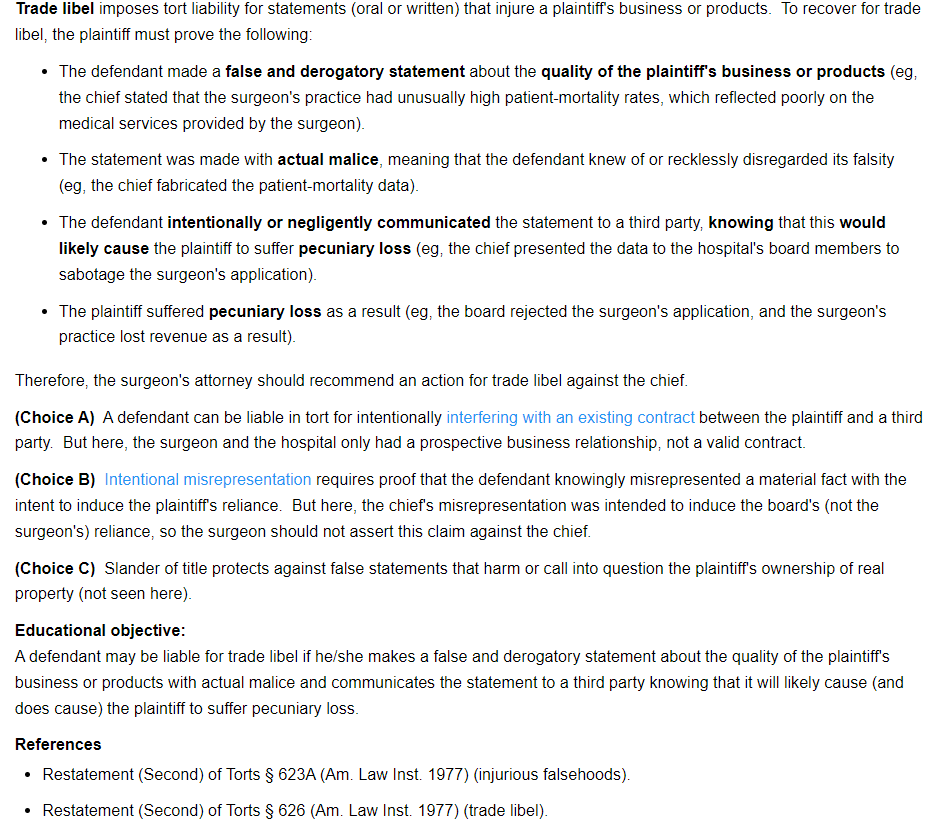 Trade libel imposes tort liability for statements (oral or written) that injure a plaintiff's business or products.  To recover for trade
libel, the plaintiff must prove the following:
• The defendant made a false and derogatory statement about the quality of the plaintiff's business or products (eg,
the chief stated that the surgeon's practice had unusually high patient-mortality rates, which reflected poorly on the
medical services provided by the surgeon).
• The statement was made with actual malice, meaning that the defendant knew of or recklessly disregarded its falsity
(eg, the chief fabricated the patient-mortality data).
• The defendant intentionally or negligently communicated the statement to a third party, knowing that this would
likely cause the plaintiff to suffer pecuniary loss (eg, the chief presented the data to the hospital's board members to
sabotage the surgeon's application).
• The plaintiff suffered pecuniary loss as a result (eg, the board rejected the surgeon's application, and the surgeon's
practice lost revenue as a result).
Therefore, the surgeon's attorney should recommend an action for trade libel against the chief.
(Choice A)  A defendant can be liable in tort for intentionally interfering with an existing contract between the plaintiff and a third
party.  But here, the surgeon and the hospital only had a prospective business relationship, not a valid contract.
(Choice B)  Intentional misrepresentation requires proof that the defendant knowingly misrepresented a material fact with the
intent to induce the plaintiff's reliance.  But here, the chief's misrepresentation was intended to induce the board's (not the
surgeon's) reliance, so the surgeon should not assert this claim against the chief.
(Choice C)  Slander of title protects against false statements that harm or call into question the plaintiff's ownership of real
property (not seen here).
Educational objective:
A defendant may be liable for trade libel if he/she makes a false and derogatory statement about the quality of the plaintiff's
business or products with actual malice and communicates the statement to a third party knowing that it will likely cause (and
does cause) the plaintiff to suffer pecuniary loss.
References
• Restatement (Second) of Torts § 623A (Am. Law Inst. 1977) (injurious falsehoods).
• Restatement (Second) of Torts § 626 (Am. Law Inst. 1977) (trade libel).